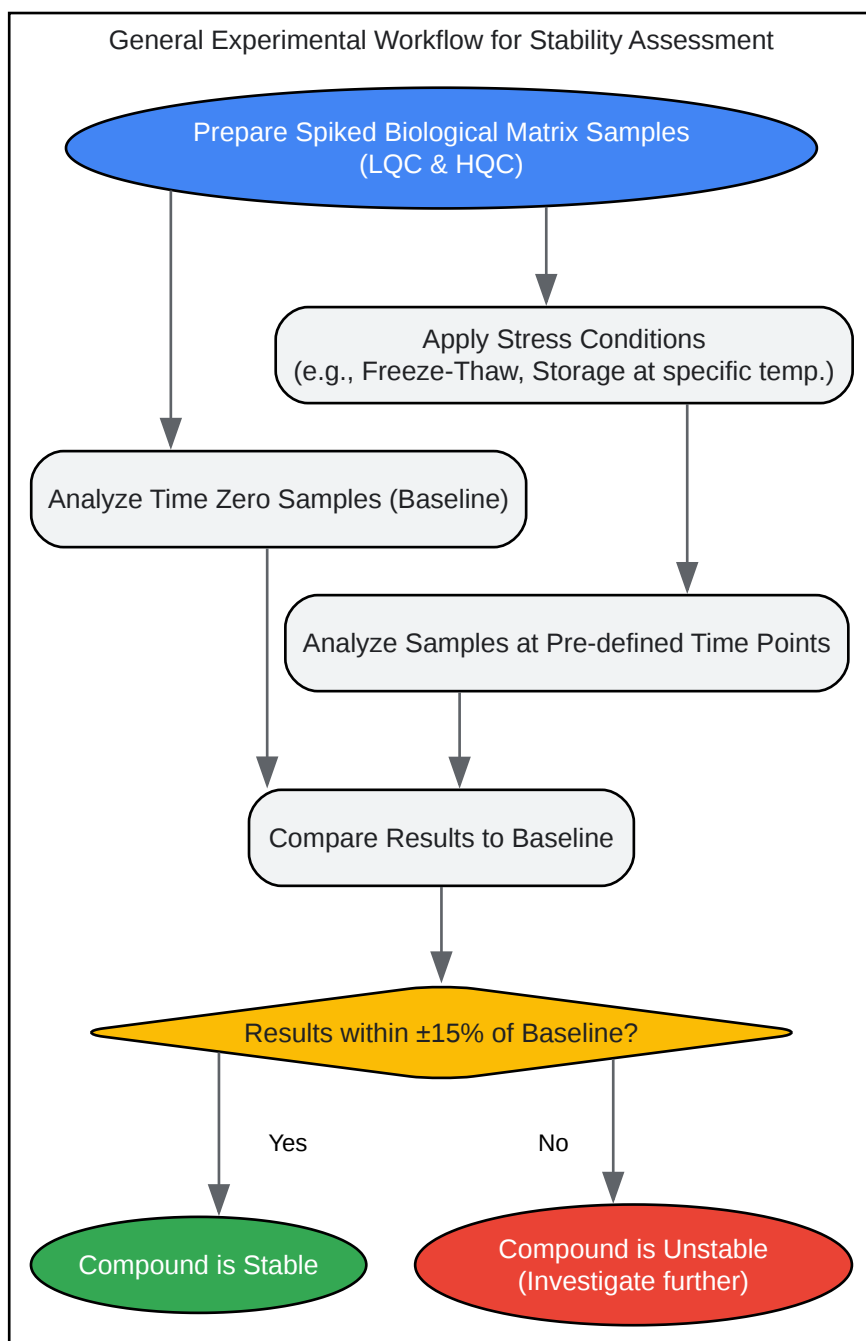 General Experimental Workflow for Stability Assessment
Prepare Spiked Biological Matrix Samples
(LQC & HQC)
Apply Stress Conditions
(e.g., Freeze-Thaw, Storage at specific temp.)
Analyze Time Zero Samples (Baseline)
Analyze Samples at Pre-defined Time Points
Compare Results to Baseline
Results within ±15% of Baseline?
Yes
No
Compound is Stable
Compound is Unstable
(Investigate further)